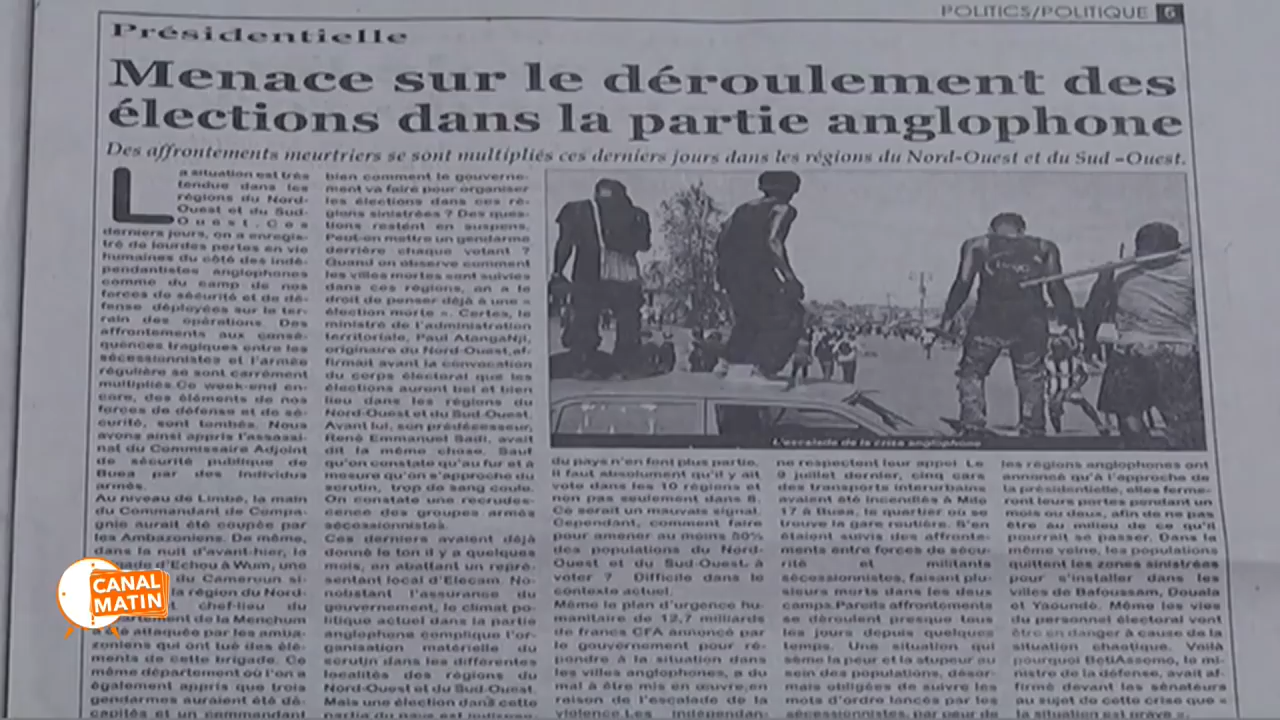 POLITICS/POLITIQUE 6
Présidentielle
Menace sur le déroulement des
élections dans la partie anglophone
Des affrontements meurtriers se sont multipliés ces derniers jours dans les régions du Nord-Ouest et du Sud –Ouest.
La situation est très
tendue dans les
régions du Nord-
Ouest et du Sud-
Ouest. Ces
derniers jours, on a enregis-
tré de lourdes pertes en vie
humaines du côté des indé-
pendantistes anglophones
comme du camp de nos
forces de sécurité et de dé-
fense déployées sur le ter-
rain des opérations. Des
affrontements aux consé-
quences tragiques entre les
sécessionnistes et l'armée
régulière se sont carrément
multipliés.Ce week-end en-
core, des éléments de nos
forces de défense et de sé-
curité, sont tombés. Nous
avons ainsi appris l'assassi-
nat du Commissaire Adjoint
de sécurité publique de
Buea par des individus
armés.
Au niveau de Limbé, la main
du Commandant de Compa-
gnie aurait été coupée par
les Ambazoniens. De même,
dans la nuit d'avant-hier, la
d'Echou à Wum, une
du Cameroun si-
la région du Nord-
chef-lieu du
de la Menchum
a été attaquée par les amba-
zoniens qui ont tué des élé-
ments de cette brigade. Ce
même département où l'on a
également appris que trois
gendarmes auraient été dé-
capités et un commandant
bien comment le gouverne-
ment va faire pour organiser
les élections dans ces ré-
gions sinistrées ? Des ques-
tions restent en suspens.
Peut-on mettre un gendarme
derrière chaque votant ?
Quand on observe comment
les villes mortes sont suivies
dans ces régions, on a le
droit de penser déjà à une «
élection morte ». Certes, le
ministre de l'administration
territoriale, Paul AtangaNji,
originaire du Nord-Ouest,af-
firmait avant la convocation
du corps électoral que les
élections auront bel et bien
lieu dans les régions du
Nord-Ouest et du Sud-Ouest.
Avant lui, son prédécesseur,
René Emmanuel Sadi, avait
dit la même chose. Sauf
qu'on constate qu'au fur et à
mesure qu'on s'approche du
scrutin, trop de sang coule.
On constate une recrudes-
cence des groupes armés
sécessionnistes.
Ces derniers avaient déjà
donné le ton il y a quelques
mois, en abattant un repré-
sentant local d'Elecam. No-
nobstant l'assurance du
gouvernement, le climat po-
litique actuel dans la partie
anglophone complique l'or-
ganisation matérielle du
scrutin dans les différentes
localités des régions du
Nord-Ouest et du Sud-Ouest.
Mais une élection dans cette
partie du pays est
L'escalade de la crise anglophone
du pays n'en font plus partie.
Il faut absolument qu'il y ait
vote dans les 10 régions et
non pas seulement dans 8.
Ce serait un mauvais signal.
Cependant, comment faire
pour amener au moins 50%
des populations du Nord-
Ouest et du Sud-Ouest à
voter ? Difficile dans le
contexte actuel.
Même le plan d'urgence hu-
manitaire de 12,7 milliards
de francs CFA annoncé par
le gouvernement pour ré-
pondre à la situation dans
les villes anglophones, a du
mal à être mis en œuvre,en
raison de l'escalade de la
violence.Les indépendan-
ne respectent leur appel. Le
9 juillet dernier, cinq cars
des transports interurbains
avaient été incendiés à Mile
17 à Buea, le quartier où se
trouve la gare routière. S'en
étaient suivis des affronte-
ments entre forces de sécu-
rité et militants
sécessionnistes, faisant plu-
sieurs morts dans les deux
camps.Pareils affrontements
se déroulent presque tous
les jours depuis quelques
temps. Une situation qui
sème la peur et la stupeur au
sein des populations, désor-
mais obligées de suivre les
mots d'ordre lancés par les
sécessionnistes, par peur de
les régions anglophones ont
annoncé qu'à l'approche de
la présidentielle, elles ferme-
ront leurs portes pendant un
mois ou deux, afin de ne pas
être au milieu de ce qu'il
pourrait se passer. Dans la
même veine, les populations
quittent les zones sinistrées
pour s'installer dans les
villes de Bafoussam, Douala
et Yaoundé. Même les vies
du personnel électoral vont
être en danger à cause de la
situation chaotique. Voilà
pourquoi BetiAssomo, le mi-
nistre de la défense, avait af-
firmé devant les sénateurs
au sujet de cette crise que «
la situation est grave ».
CANAL
MATIN